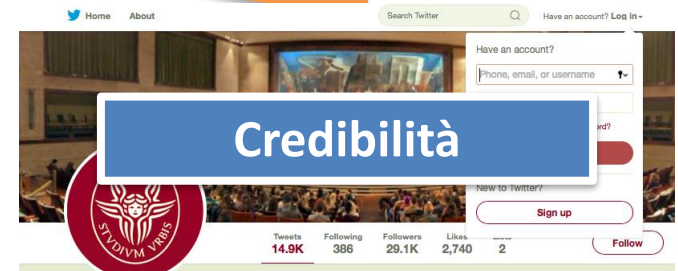 Home About Search Twitter Have an account? Log in
Have an account?
Phone, email, or username
Credibilità
ord?
New to Twitter?
Sign up
STVDIVM VRBIS
Tweets Following Followers Likes
14.9K 386 29.1K 2,740 2
Follow